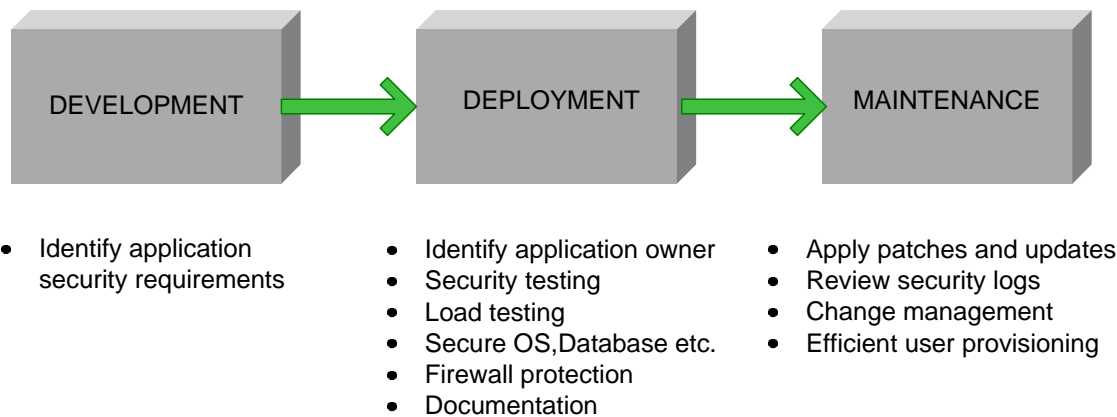 DEVELOPMENT
DEPLOYMENT
MAINTENANCE
• Identify application
security requirements
• Identify application owner
• Security testing
• Load testing
• Secure OS,Database etc.
• Firewall protection
• Documentation
• Apply patches and updates
• Review security logs
• Change management
• Efficient user provisioning